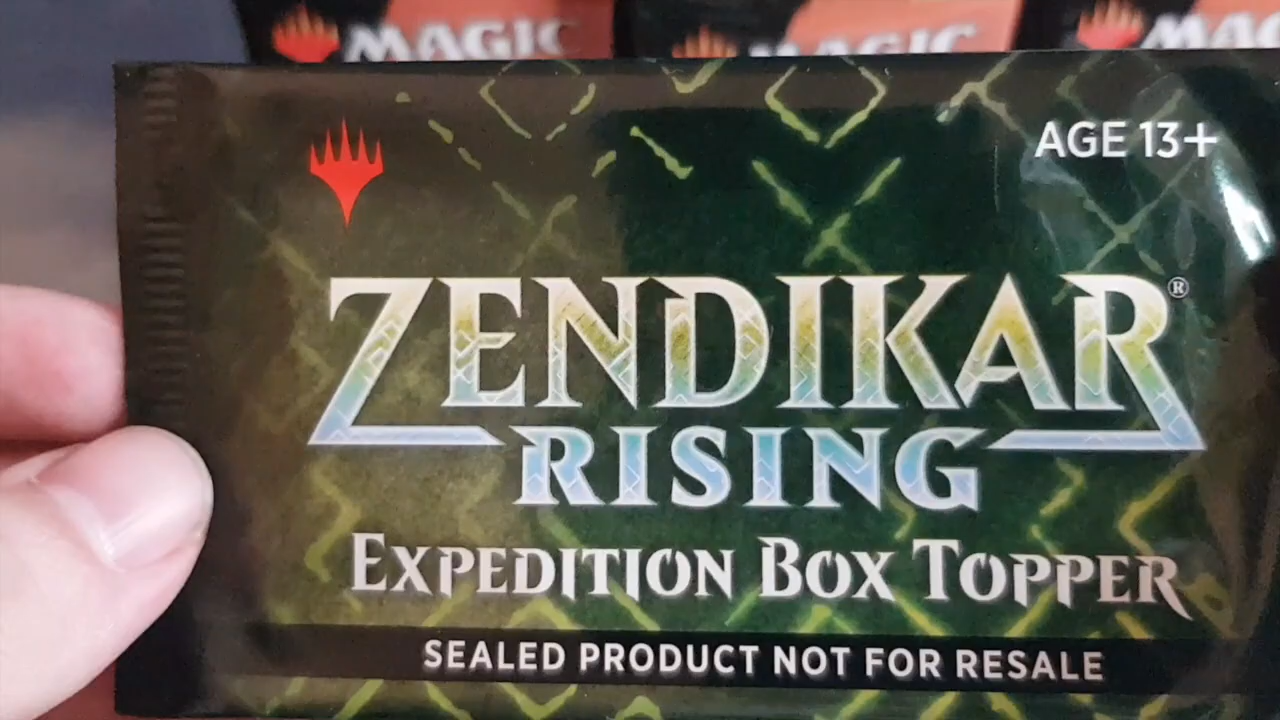 MAGIC
MAGIC
MAGIC
AGE 13+
ZENDIKAR®
RISING
EXPEDITION BOX TOPPER
SEALED PRODUCT NOT FOR RESALE